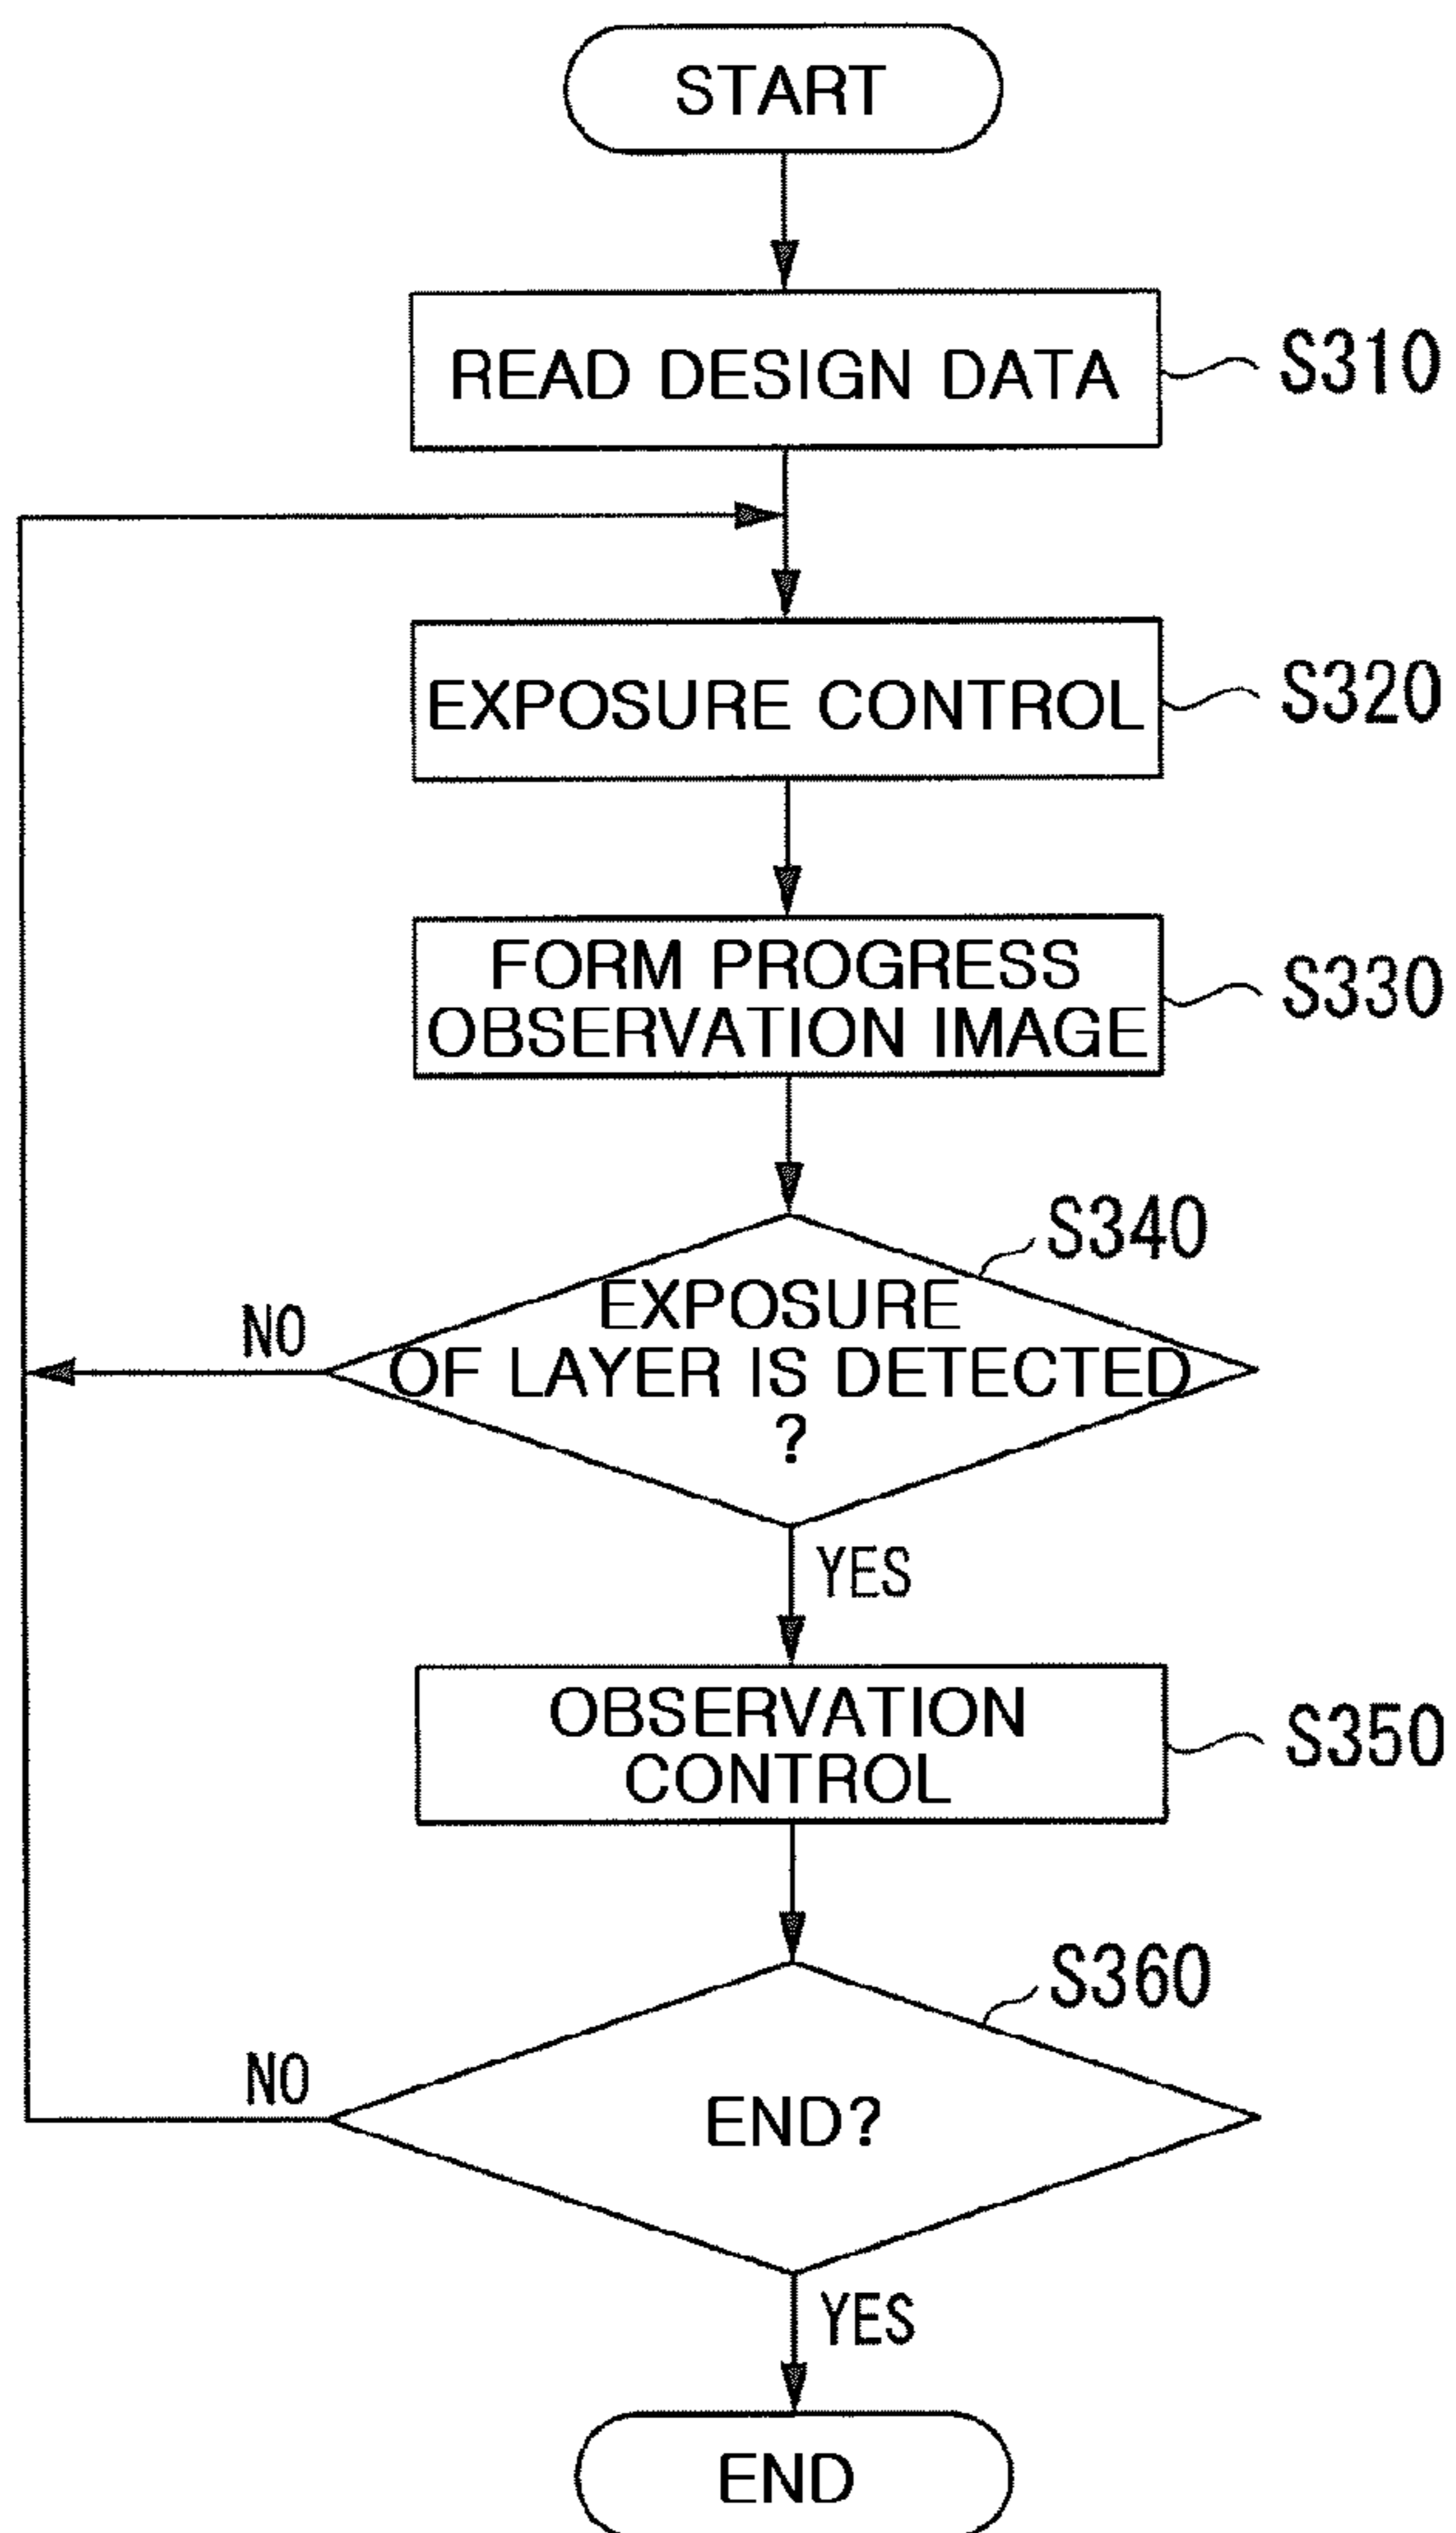 START
READ DESIGN DATA
S310
EXPOSURE CONTROL
S320
FORM PROGRESS
OBSERVATION IMAGE
S330
S340
EXPOSURE
OF LAYER IS DETECTED
?
NO
YES
OBSERVATION
CONTROL
S350
S360
END?
NO
YES
END